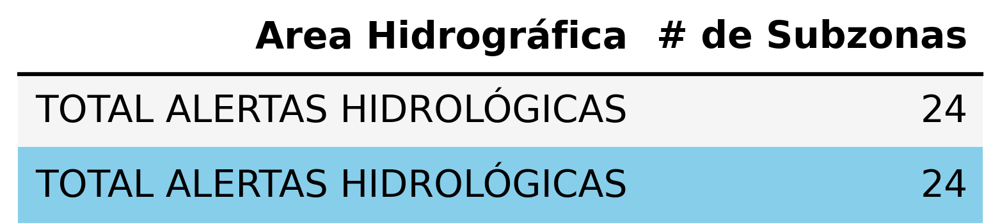 Area Hidrográfica # de Subzonas
TOTAL ALERTAS HIDROLÓGICAS 24
TOTAL ALERTAS HIDROLÓGICAS 24